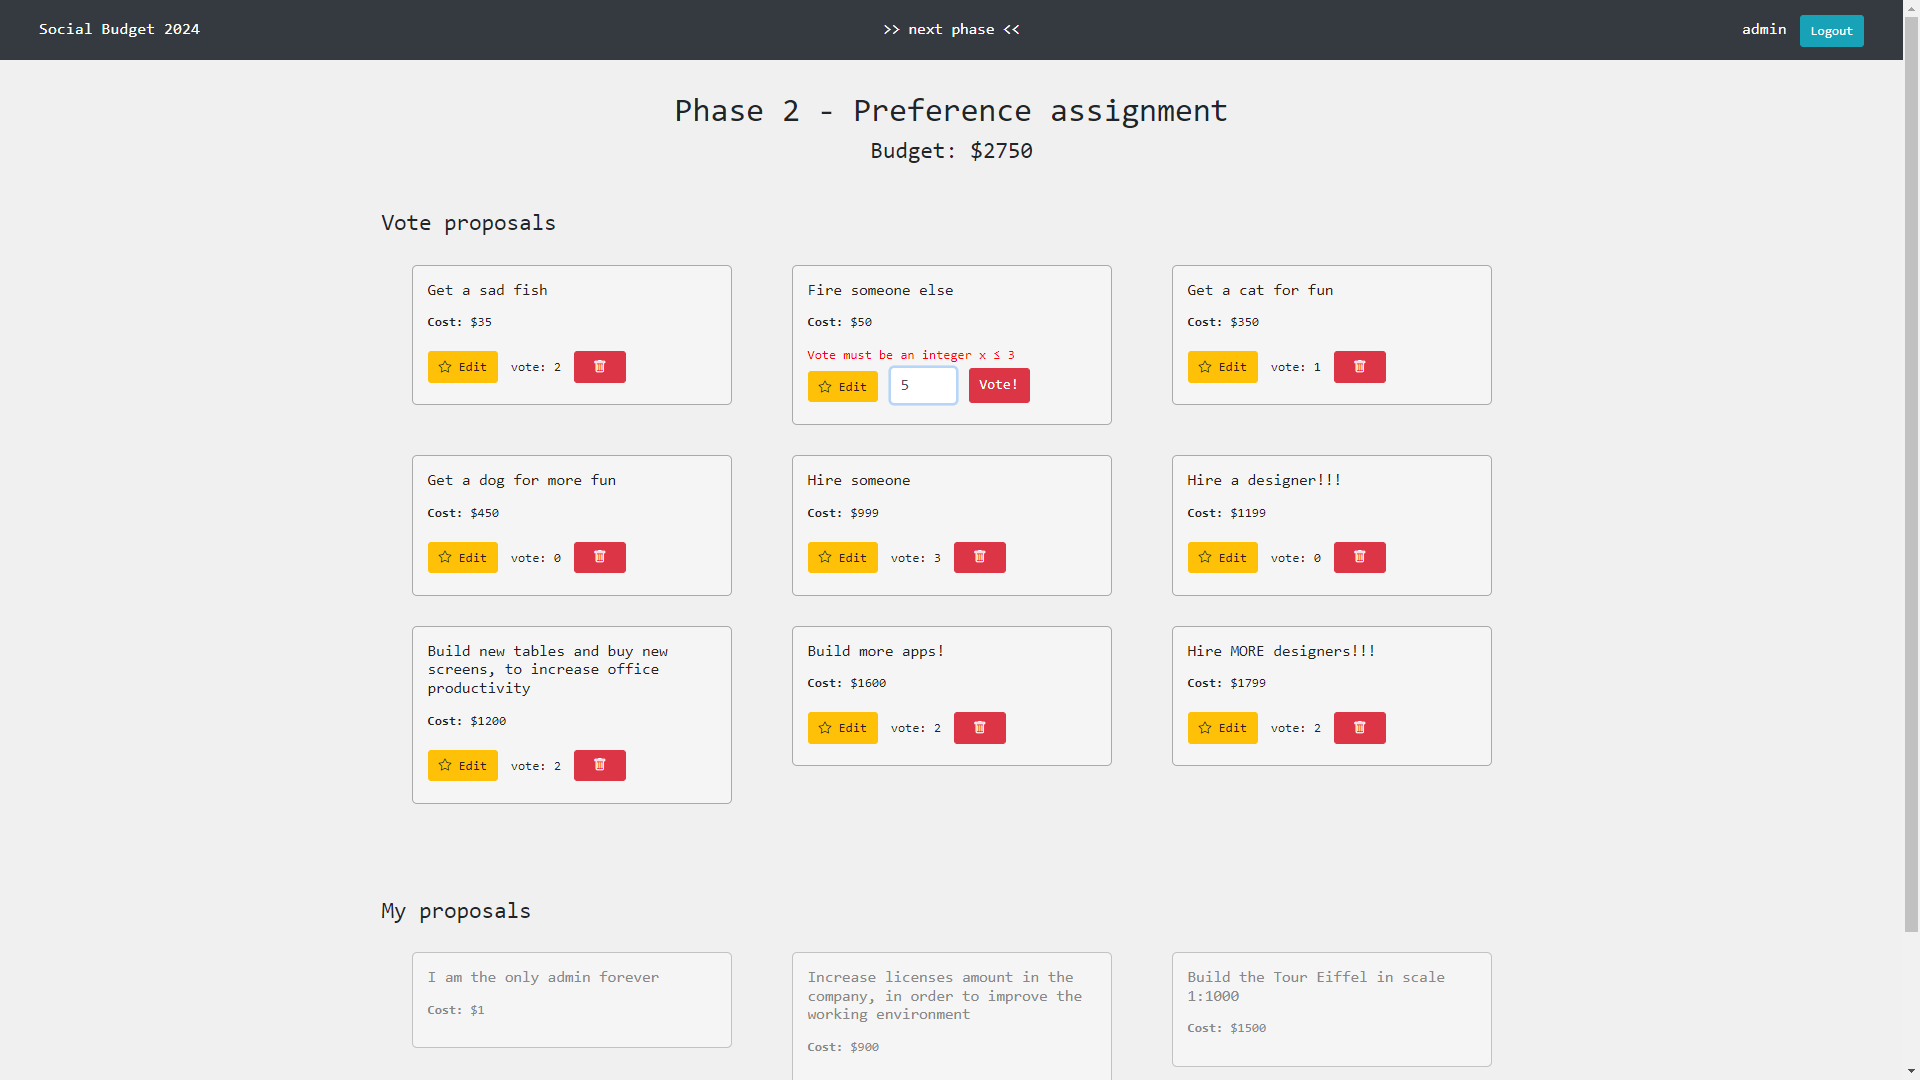 Social Budget 2024
>> next phase <<
admin
Logout
Phase 2 - Preference assignment
Budget: $2750
Vote proposals
Get a sad fish
Cost: $35
Edit
vote: 2
Fire someone else
Cost: $50
Vote must be an integer x ≤ 3
Edit
5
Vote!
Get a cat for fun
Cost: $350
Edit
vote: 1
Get a dog for more fun
Cost: $450
Edit
vote: 0
Hire someone
Cost: $999
Edit
vote: 3
Hire a designer!!!
Cost: $1199
Edit
vote: 0
Build new tables and buy new
screens, to increase office
productivity
Cost: $1200
Edit
vote: 2
Build more apps!
Cost: $1600
Edit
vote: 2
Hire MORE designers!!!
Cost: $1799
Edit
vote: 2
My proposals
I am the only admin forever
Cost: $1
Increase licenses amount in the
company, in order to improve the
working environment
Cost: $900
Build the Tour Eiffel in scale
1:1000
Cost: $1500